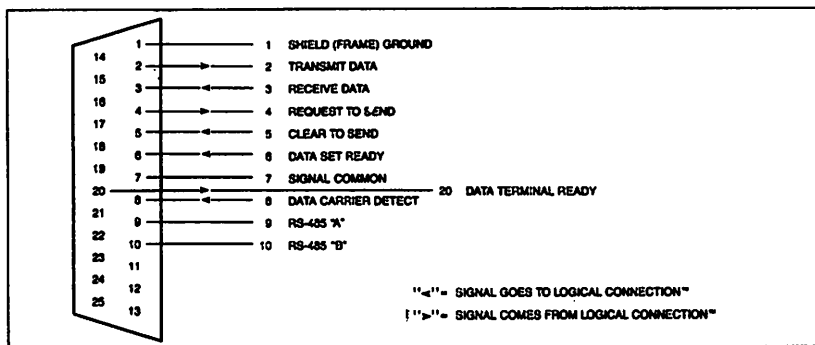 1 1 SHIELD (FRAME) GROUND
14
2 2 TRANSMIT DATA
15
3 3 RECEIVE DATA
16
4 4 REQUEST TO SEND
17
5 5 CLEAR TO SEND
18
6 6 DATA SET READY
19
7 7 SIGNAL COMMON
20 20 DATA TERMINAL READY
8 8 DATA CARRIER DETECT
21
9 9 RS-485 "A"
22
10 10 RS-485 "B"
23
11
24
12
25
13
"<"= SIGNAL GOES TO LOGICAL CONNECTION™
">"= SIGNAL COMES FROM LOGICAL CONNECTION™